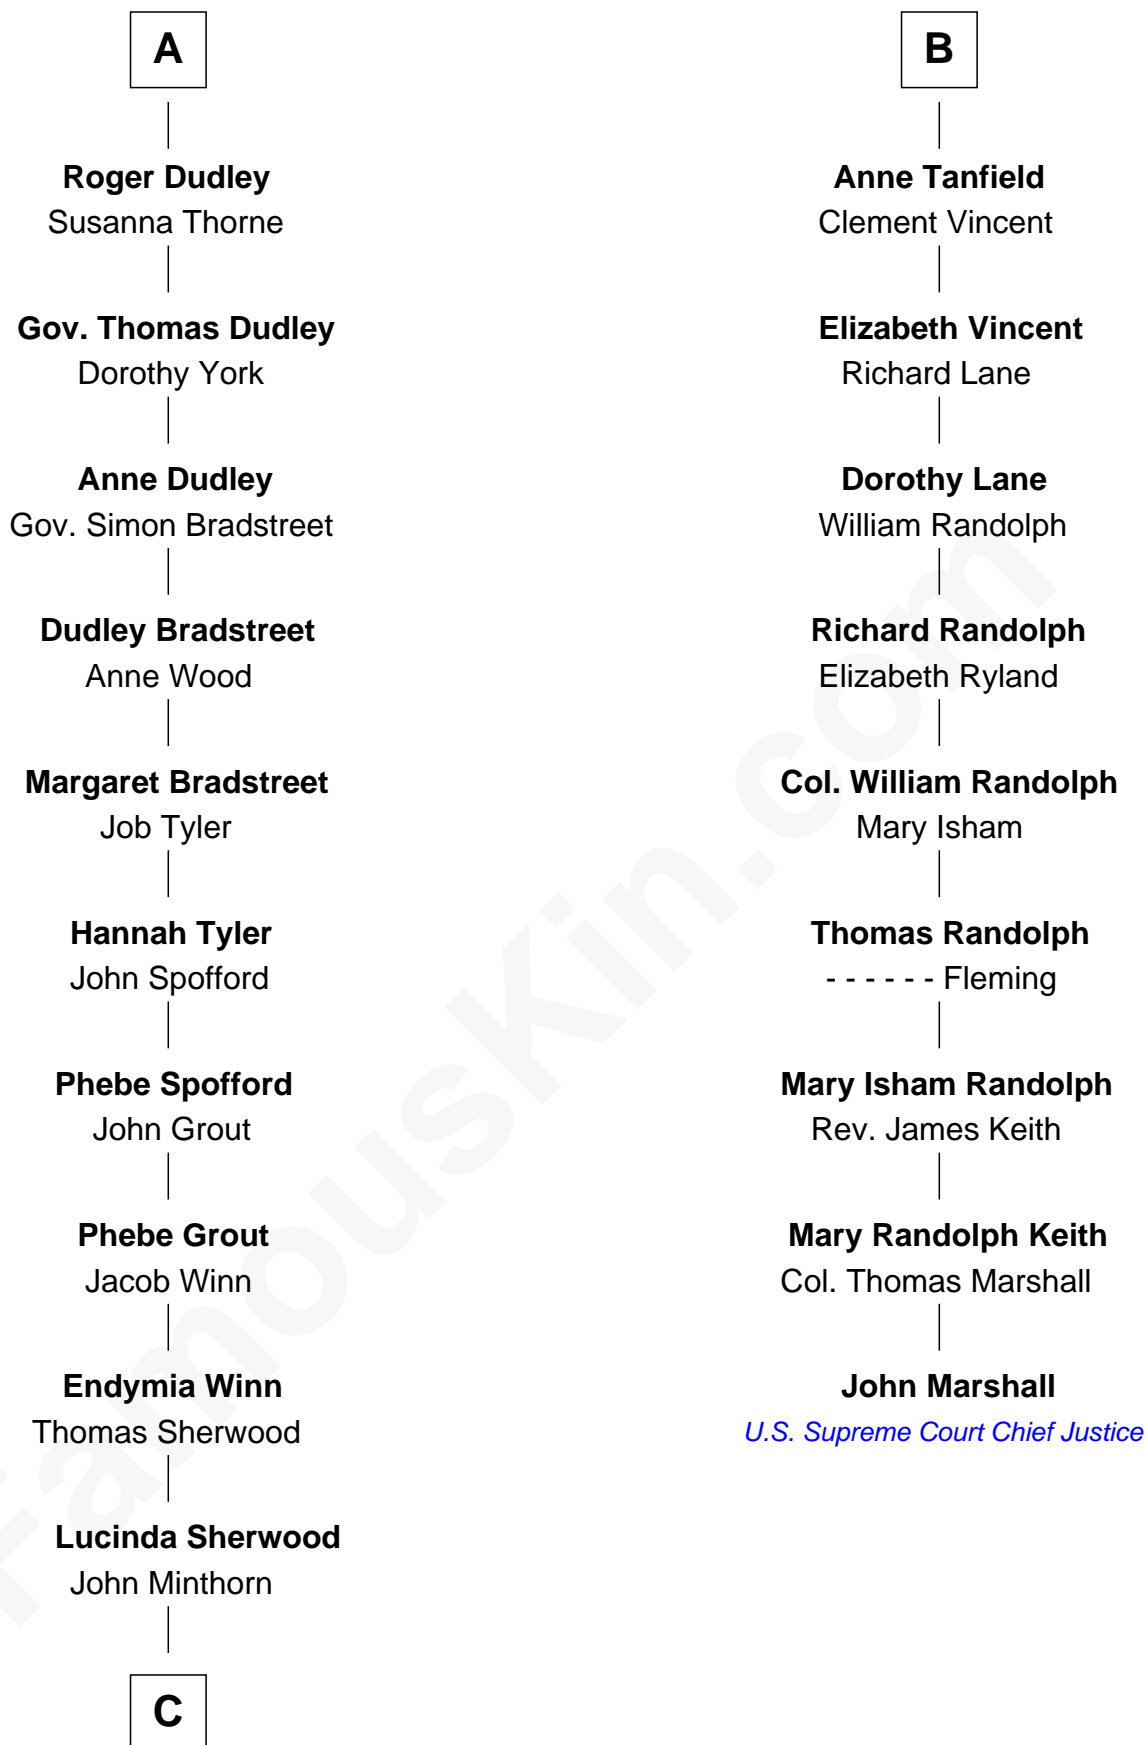 A
Roger Dudley
Susanna Thorne
Gov. Thomas Dudley
Dorothy York
Anne Dudley
Gov. Simon Bradstreet
Dudley Bradstreet
Anne Wood
Margaret Bradstreet
Job Tyler
Hannah Tyler
John Spofford
Phebe Spofford
John Grout
Phebe Grout
Jacob Winn
Endymia Winn
Thomas Sherwood
Lucinda Sherwood
John Minthorn
C
B
Anne Tanfield
Clement Vincent
Elizabeth Vincent
Richard Lane
Dorothy Lane
William Randolph
Richard Randolph
Elizabeth Ryland
Col. William Randolph
Mary Isham
Thomas Randolph
- - - - - - Fleming
Mary Isham Randolph
Rev. James Keith
Mary Randolph Keith
Col. Thomas Marshall
John Marshall
U.S. Supreme Court Chief Justice
FamousKin.com